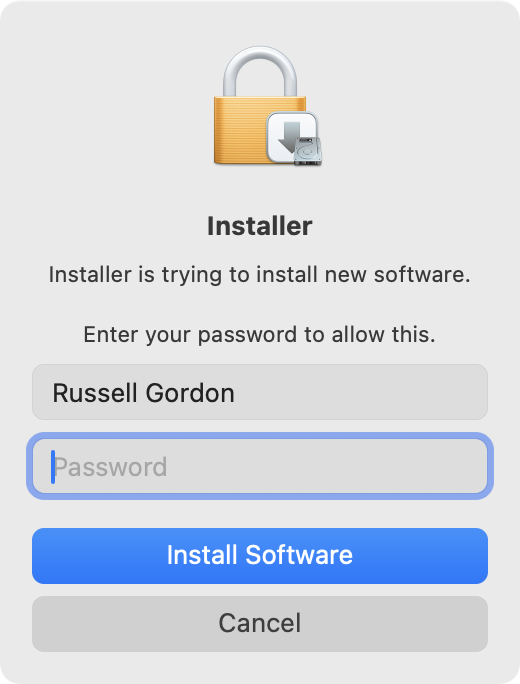 Installer
Installer is trying to install new software.
Enter your password to allow this.
Russell Gordon
Password
Install Software
Cancel